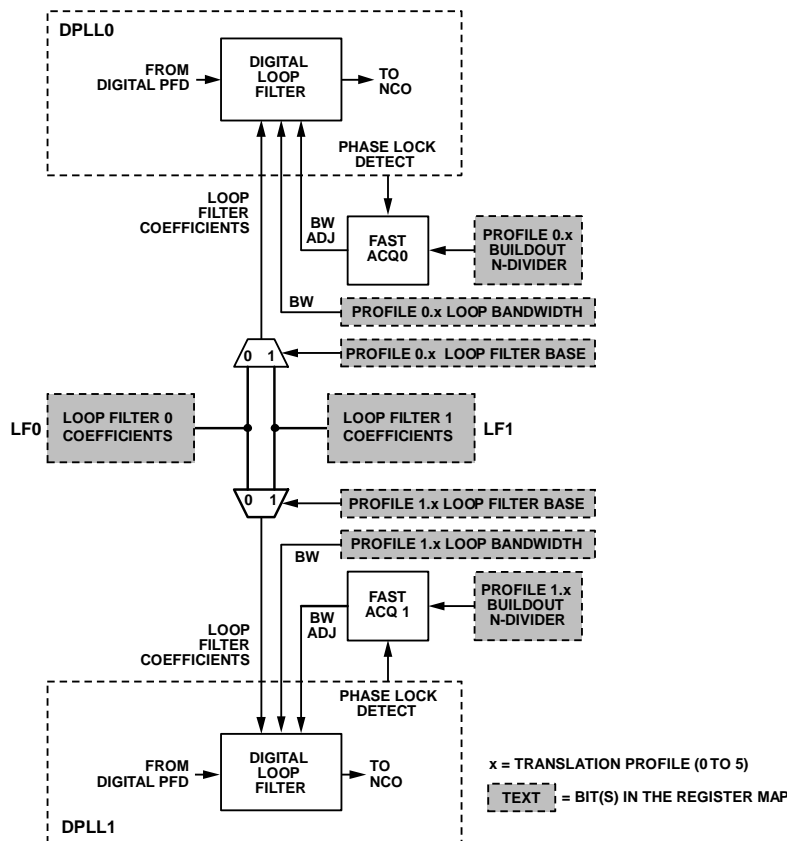 DPLL0
DIGITAL
LOOP
FILTER
FROM
DIGITAL PFD
TO
NCO
PHASE LOCK
DETECT
LOOP
FILTER
COEFFICIENTS
BW
ADJ
FAST
ACQ0
PROFILE 0.x
BUILDOUT
N-DIVIDER
BW
PROFILE 0.x LOOP BANDWIDTH
0 1
PROFILE 0.x LOOP FILTER BASE
LF0
LOOP FILTER 0
COEFFICIENTS
LOOP FILTER 1
COEFFICIENTS
LF1
0 1
PROFILE 1.x LOOP FILTER BASE
PROFILE 1.x LOOP BANDWIDTH
BW
FAST
ACQ 1
PROFILE 1.x
BUILDOUT
N-DIVIDER
BW
ADJ
LOOP
FILTER
COEFFICIENTS
PHASE LOCK
DETECT
FROM
DIGITAL PFD
DIGITAL
LOOP
FILTER
TO
NCO
DPLL1
x = TRANSLATION PROFILE (0 TO 5)
TEXT = BIT(S) IN THE REGISTER MAP